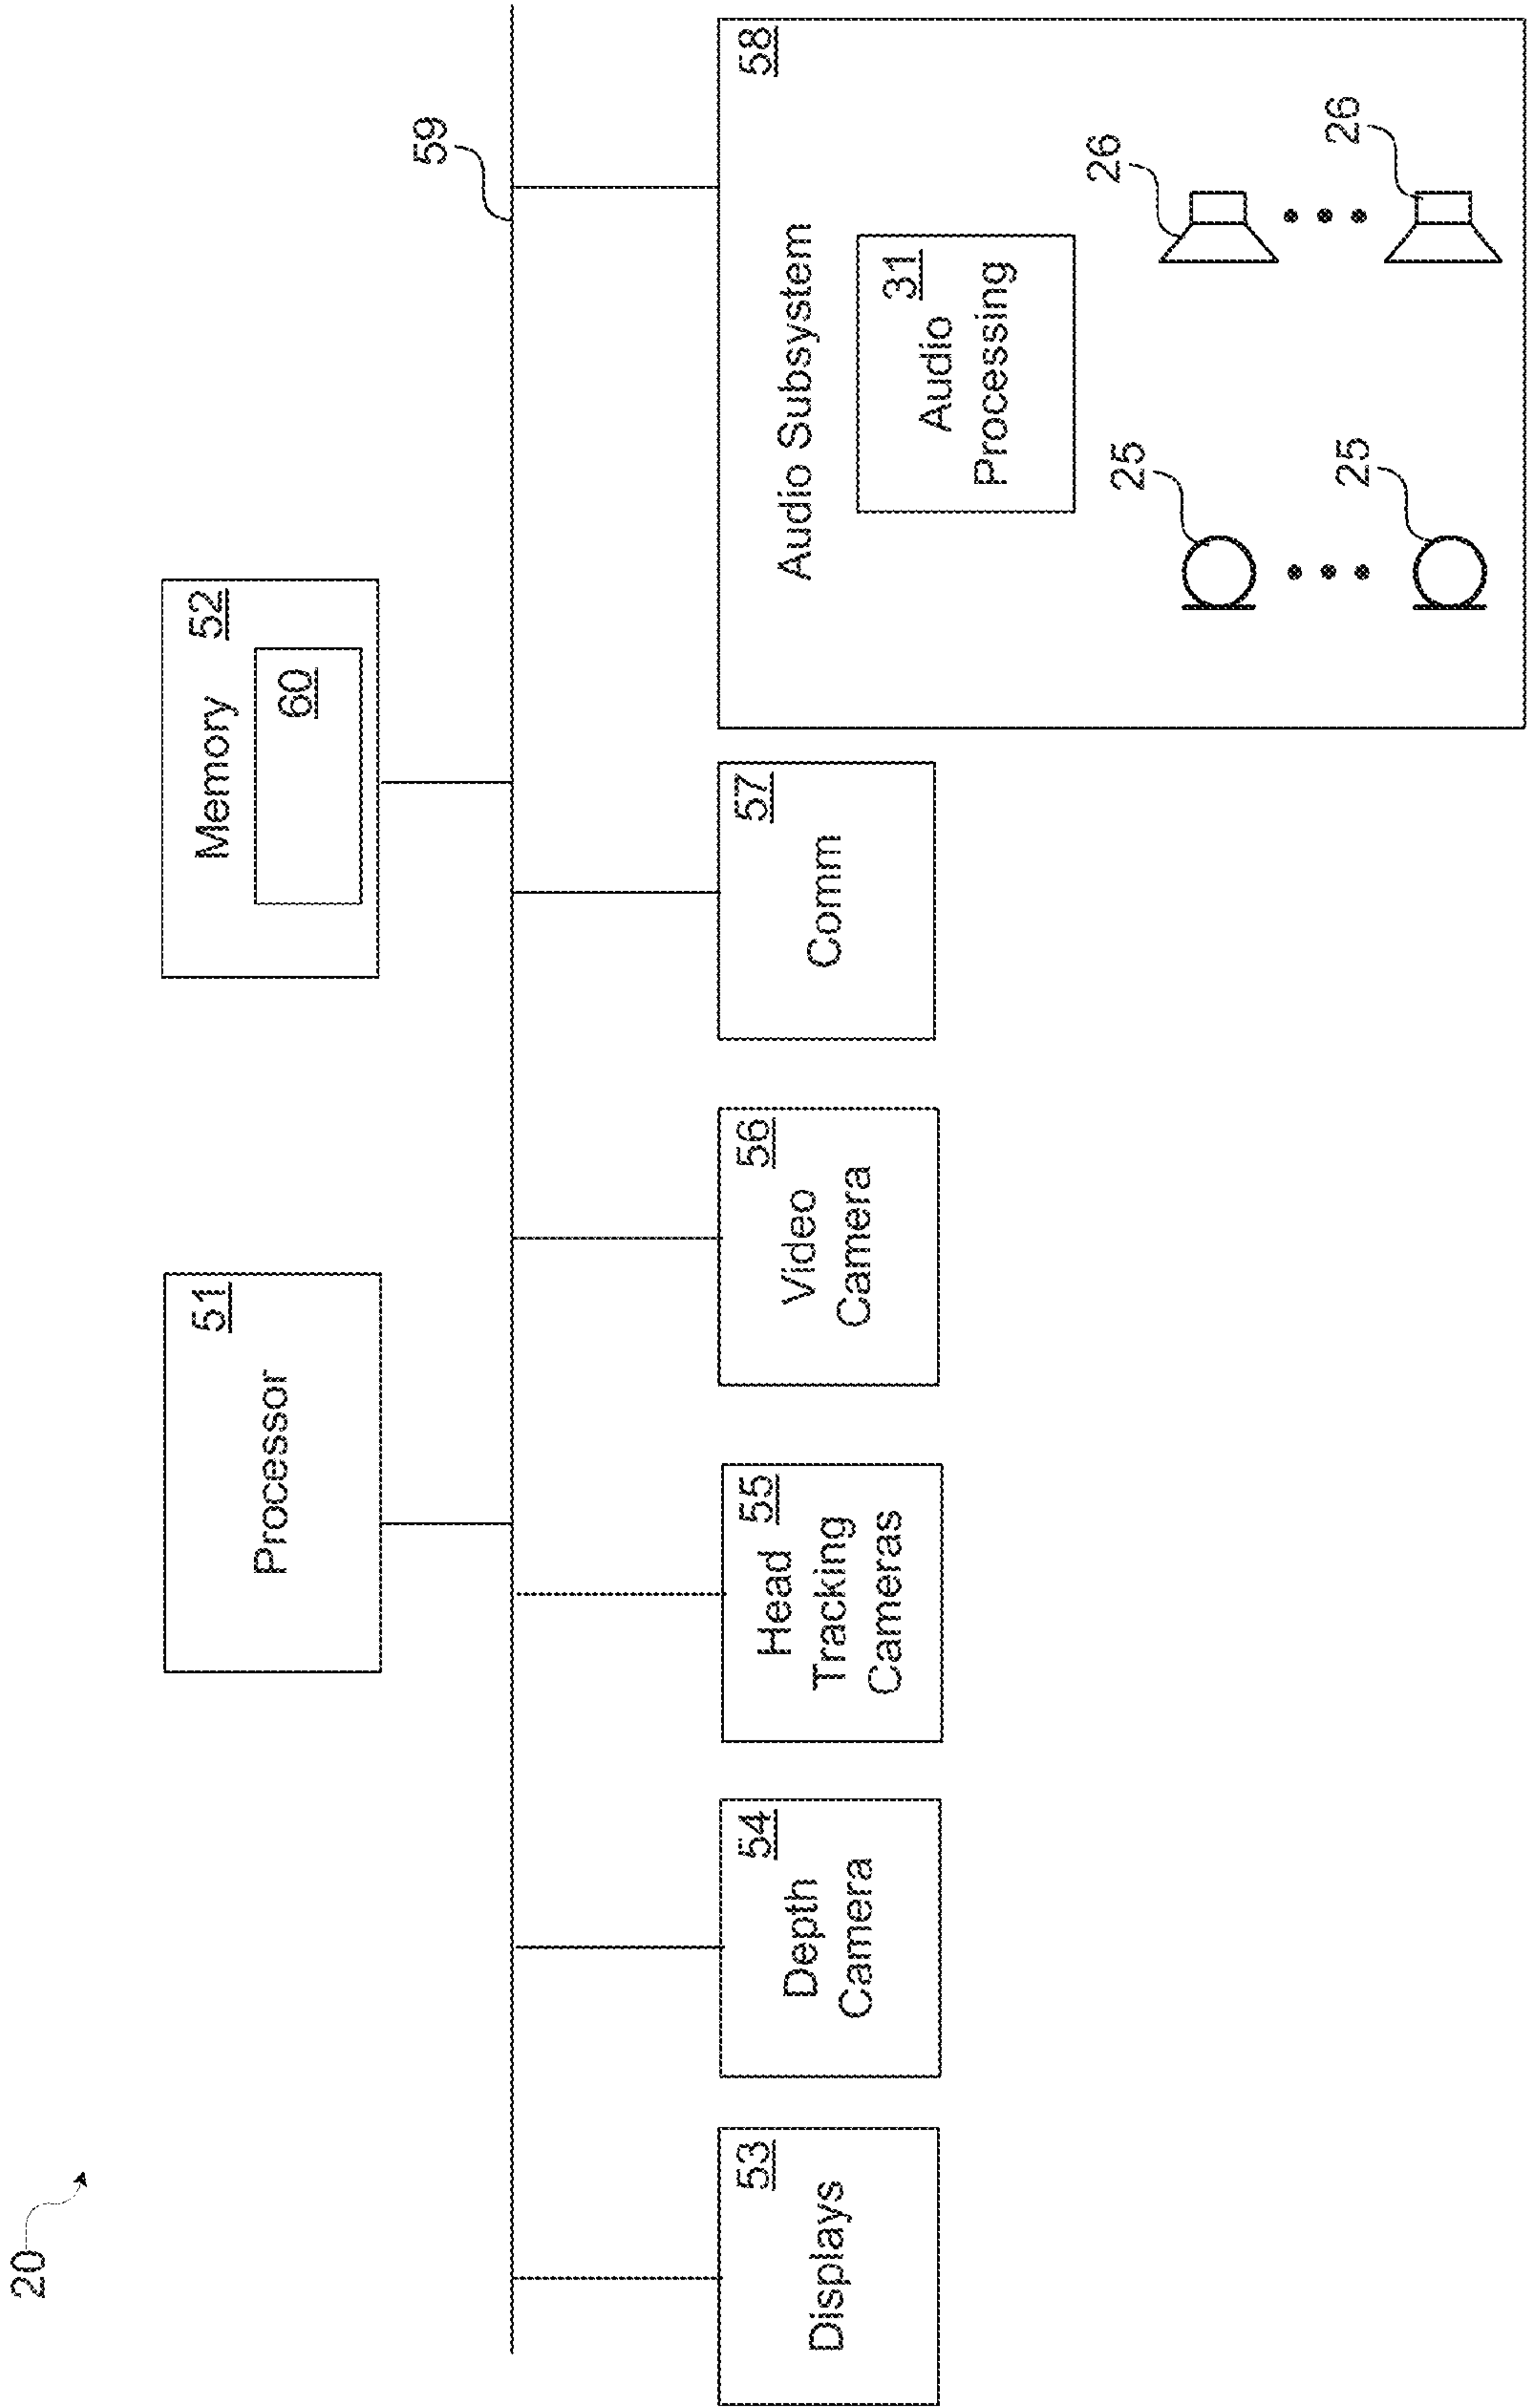 20
Processor
51
Memory
52
60
59
Displays
53
Depth
Camera
54
Head
Tracking
Cameras
55
Video
Camera
56
Comm
57
58
Audio Subsystem
31
Audio
Processing
25
26
25
26